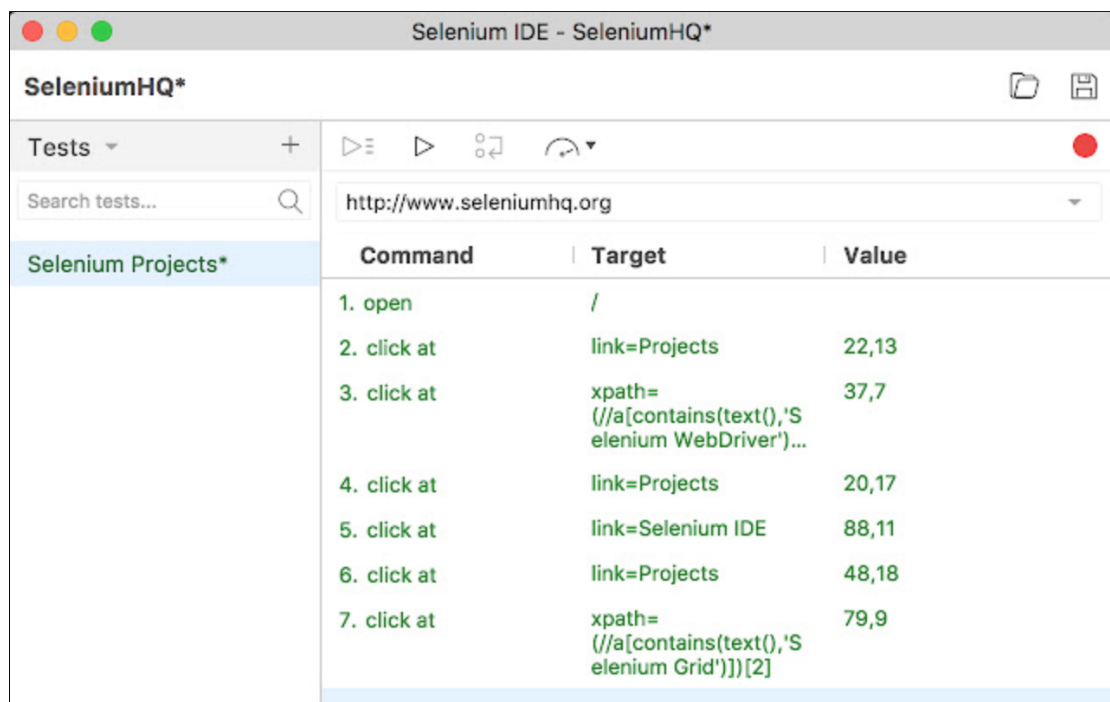 Selenium IDE - SeleniumHQ*
SeleniumHQ*
Tests
Search tests...
Selenium Projects*
http://www.seleniumhq.org
Command Target Value
1. open /
2. click at link=Projects 22,13
3. click at xpath= 37,7
(//a[contains(text(),'S
elenium WebDriver')...
4. click at link=Projects 20,17
5. click at link=Selenium IDE 88,11
6. click at link=Projects 48,18
7. click at xpath= 79,9
(//a[contains(text(),'S
elenium Grid')])[2]